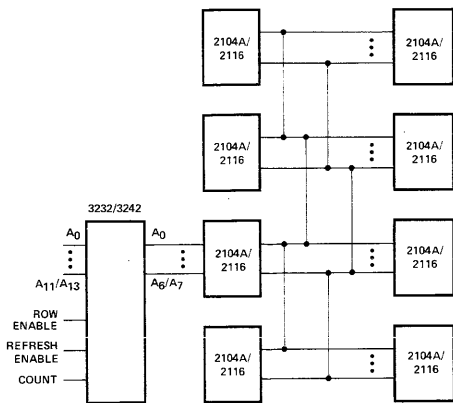 2104A/
2116
2104A/
2116
2104A/
2116
2104A/
2116
3232/3242
A0
A11/A13
ROW
ENABLE
REFRESH
ENABLE
COUNT
A0
A6/A7
2104A/
2116
2104A/
2116
2104A/
2116
2104A/
2116